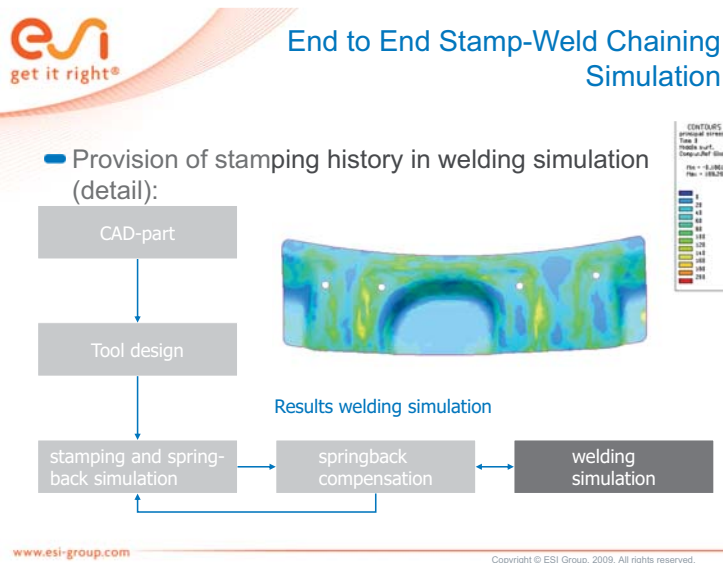 esi
get it right®
End to End Stamp-Weld Chaining
Simulation
Provision of stamping history in welding simulation
(detail):
CONTOURS
CAD-part
Tool design
Results welding simulation
stamping and spring-
back simulation
springback
compensation
welding
simulation
www.esi-group.com
Copyright © ESI Group, 2009. All rights reserved.